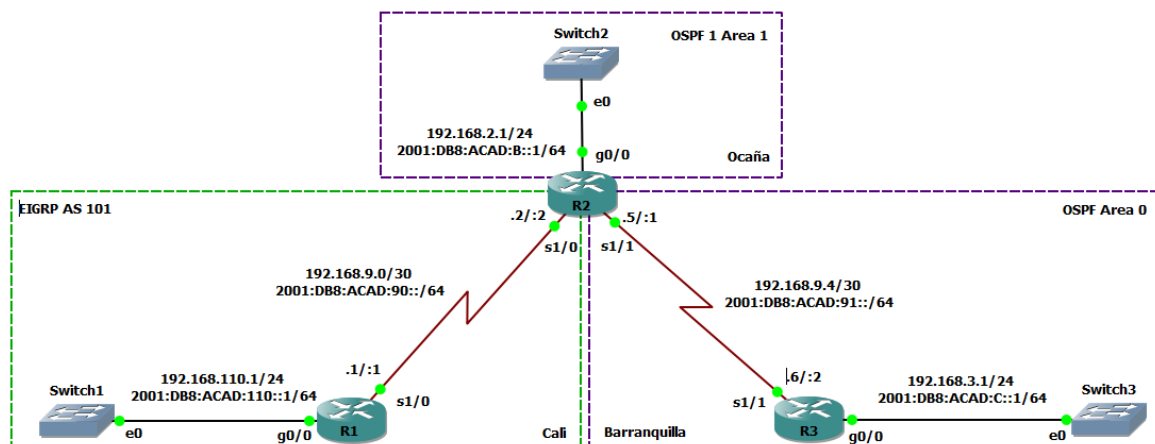 Switch2
OSPF 1 Area 1
e0
192.168.2.1/24
2001:DB8:ACAD:B::1/64
g0/0
Ocaña
EIGRP AS 101
R2
OSPF Area 0
.2/:2
.5/:1
s1/0
s1/1
192.168.9.0/30
2001:DB8:ACAD:90::/64
192.168.9.4/30
2001:DB8:ACAD:91::/64
Switch1
192.168.110.1/24
2001:DB8:ACAD:110::1/64
.1/:1
s1/0
e0
g0/0
R1
Cali
Barranquilla
.6/:2
s1/1
192.168.3.1/24
2001:DB8:ACAD:C::1/64
Switch3
R3
g0/0
e0